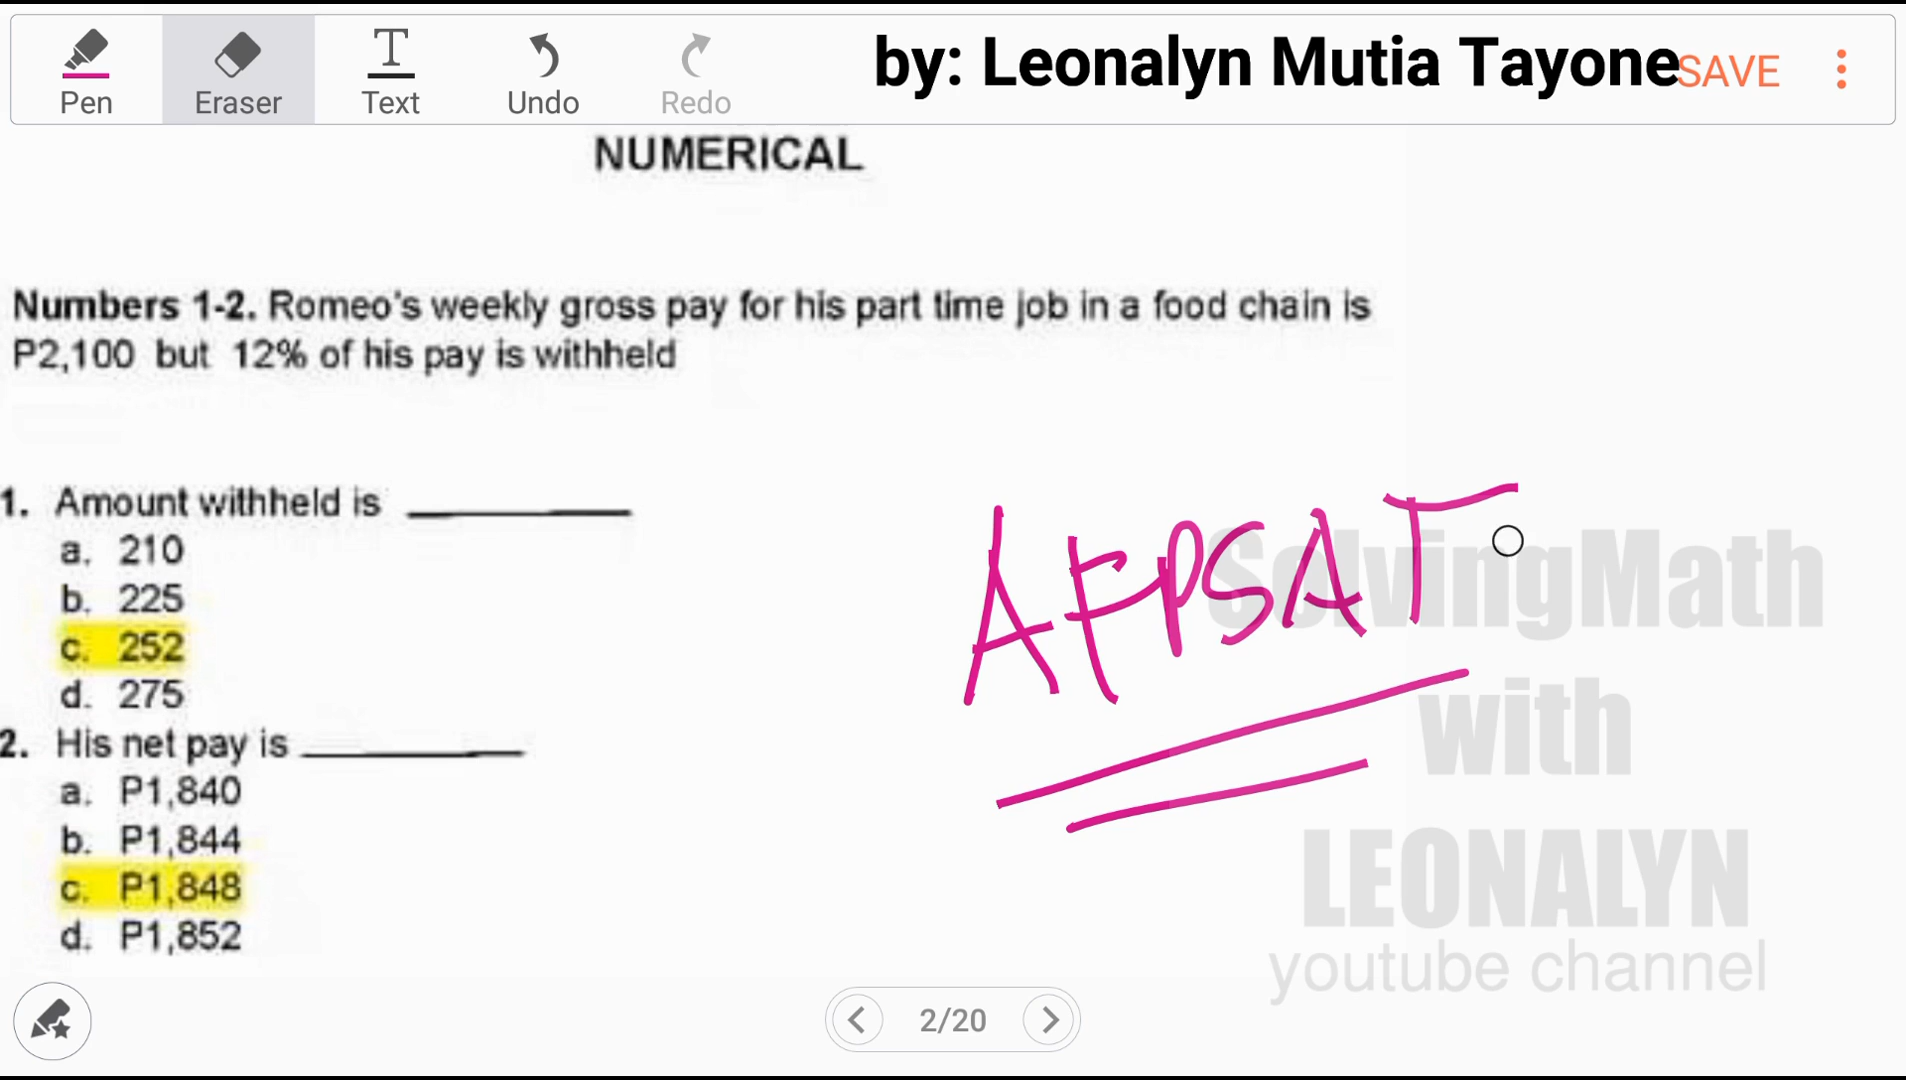 Pen
Eraser
Text
Undo
Redo
by: Leonalyn Mutia Tayone
SAVE
NUMERICAL
Numbers 1-2. Romeo's weekly gross pay for his part time job in a food chain is
P2,100 but 12% of his pay is withheld
1. Amount withheld is
a. 210
b. 225
c. 252
d. 275
2. His net pay is
a. P1,840
b. P1,844
c. P1,848
d. P1,852
AFPSAT
SolvingMath
with
LEONALYN
youtube channel
2/20